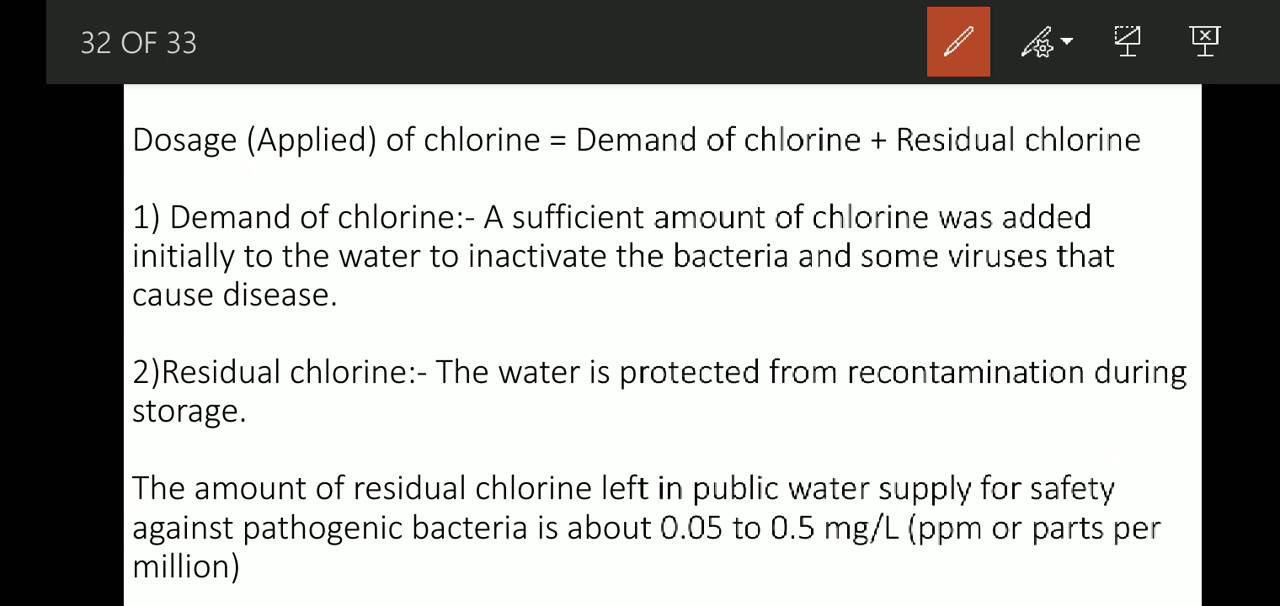 32 OF 33
Dosage (Applied) of chlorine = Demand of chlorine + Residual chlorine
1) Demand of chlorine:- A sufficient amount of chlorine was added
initially to the water to inactivate the bacteria and some viruses that
cause disease.
2)Residual chlorine:- The water is protected from recontamination during
storage.
The amount of residual chlorine left in public water supply for safety
against pathogenic bacteria is about 0.05 to 0.5 mg/L (ppm or parts per
million)